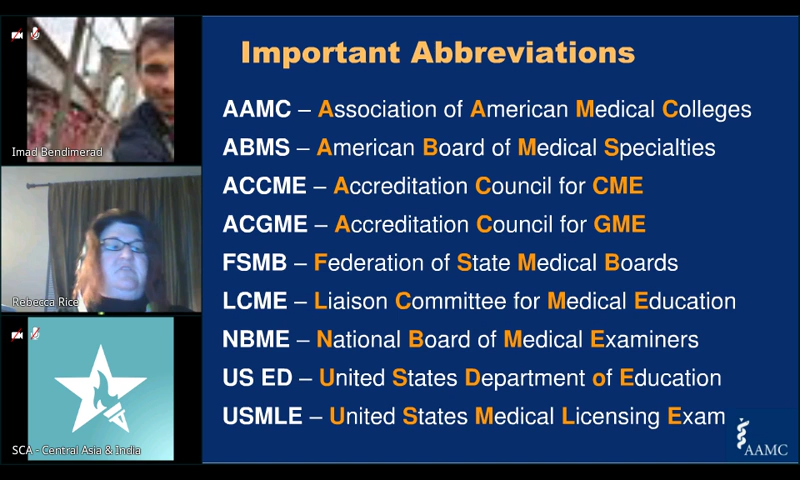 Imad Bendimerad
Rebecca Rice
SCA - Central Asia & India
Important Abbreviations
AAMC – Association of American Medical Colleges
ABMS – American Board of Medical Specialties
ACCME – Accreditation Council for CME
ACGME – Accreditation Council for GME
FSMB – Federation of State Medical Boards
LCME – Liaison Committee for Medical Education
NBME – National Board of Medical Examiners
US ED – United States Department of Education
USMLE – United States Medical Licensing Exam
AAMC